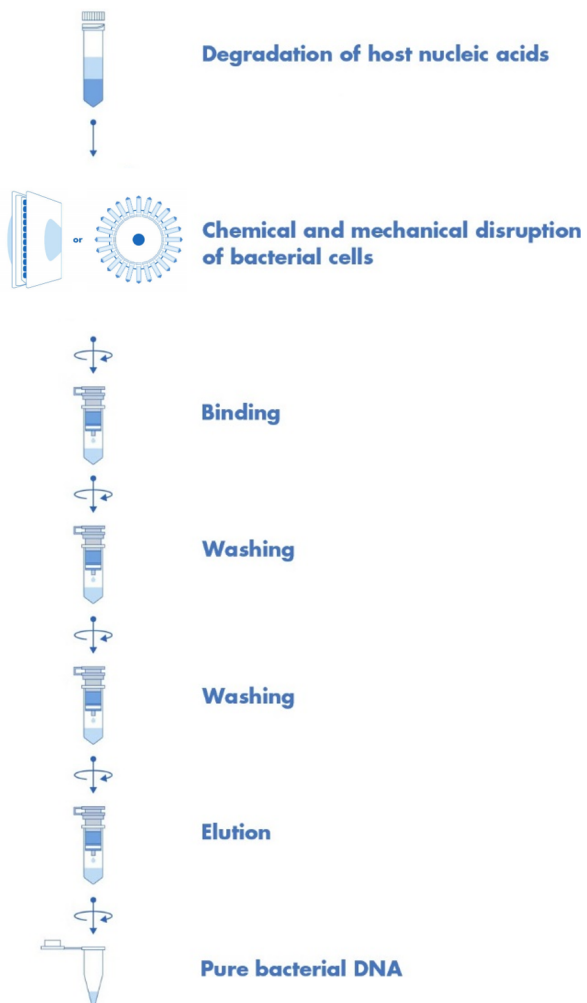 Degradation of host nucleic acids
or
Chemical and mechanical disruption
of bacterial cells
Binding
Washing
Washing
Elution
Pure bacterial DNA